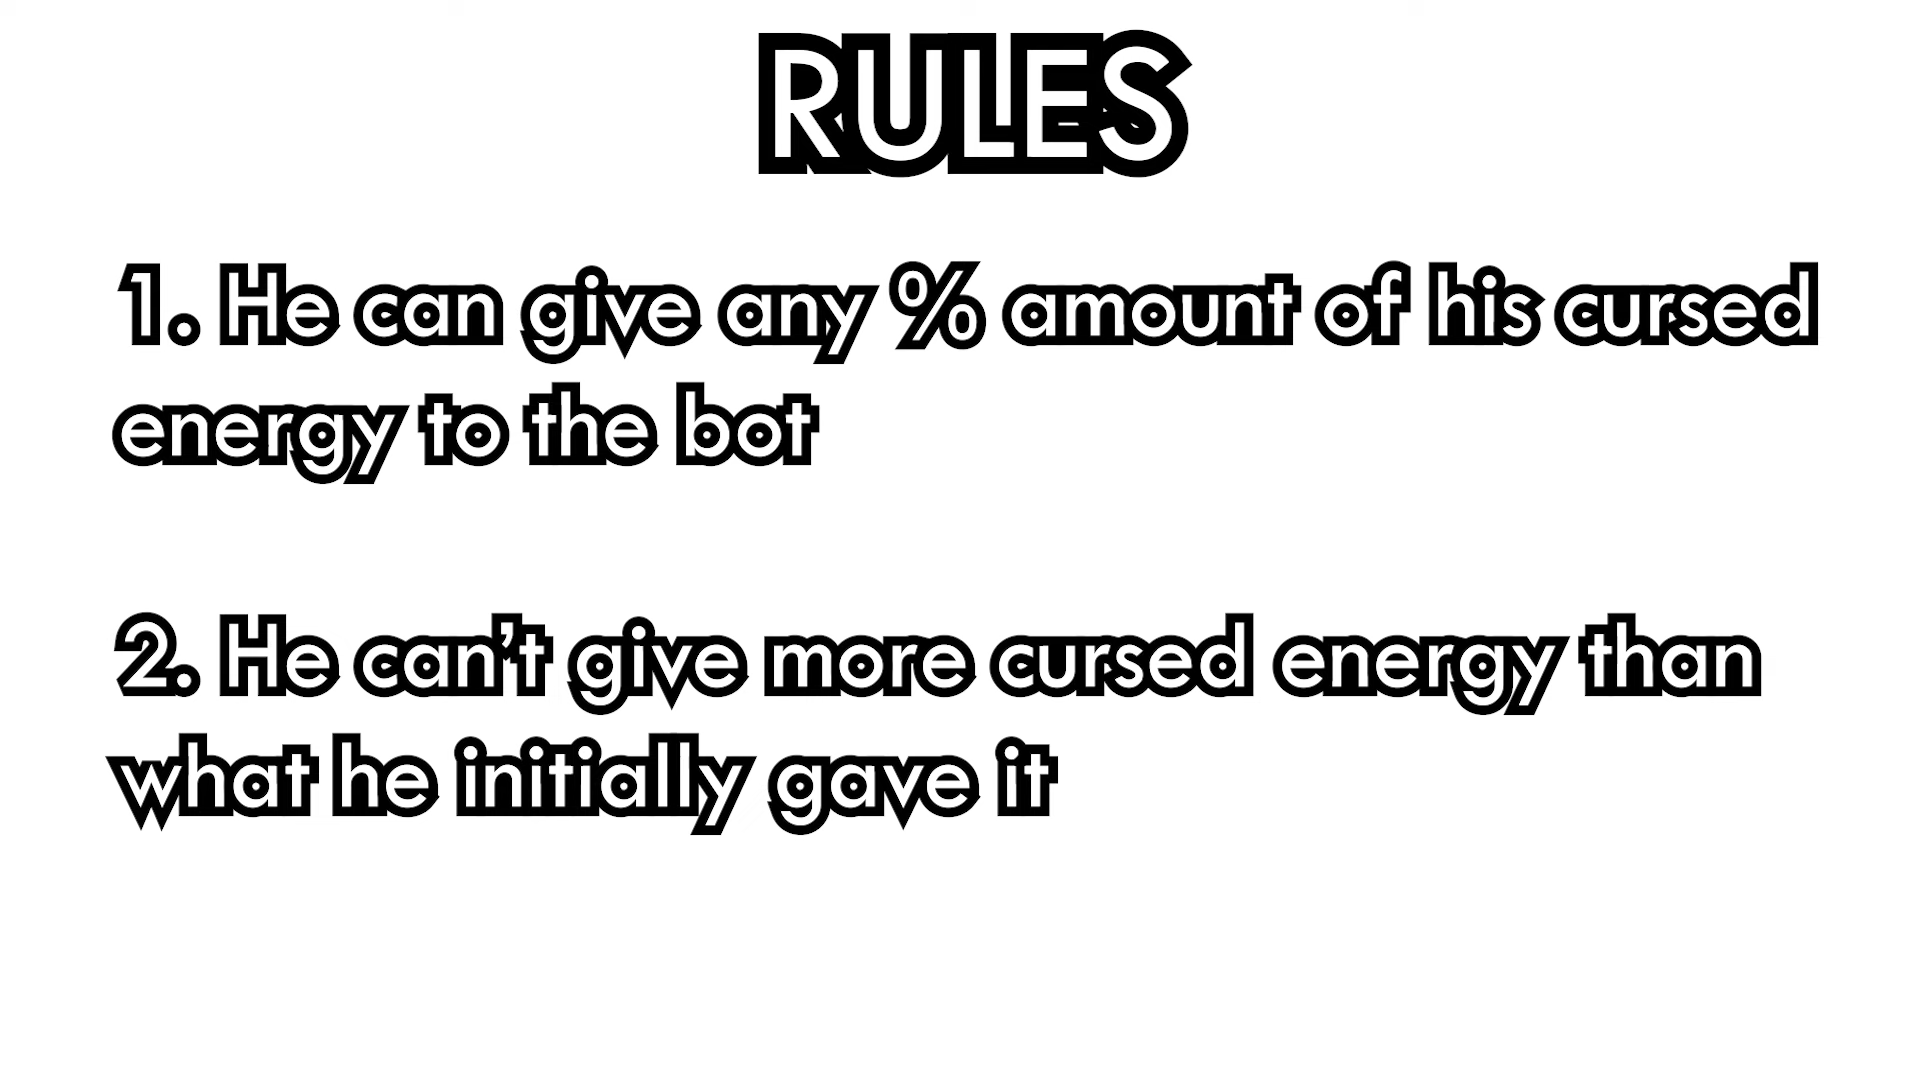 RULES
1. He can give any % amount of his cursed
energy to the bot
2. He can’t give more cursed energy than
what he initially gave it